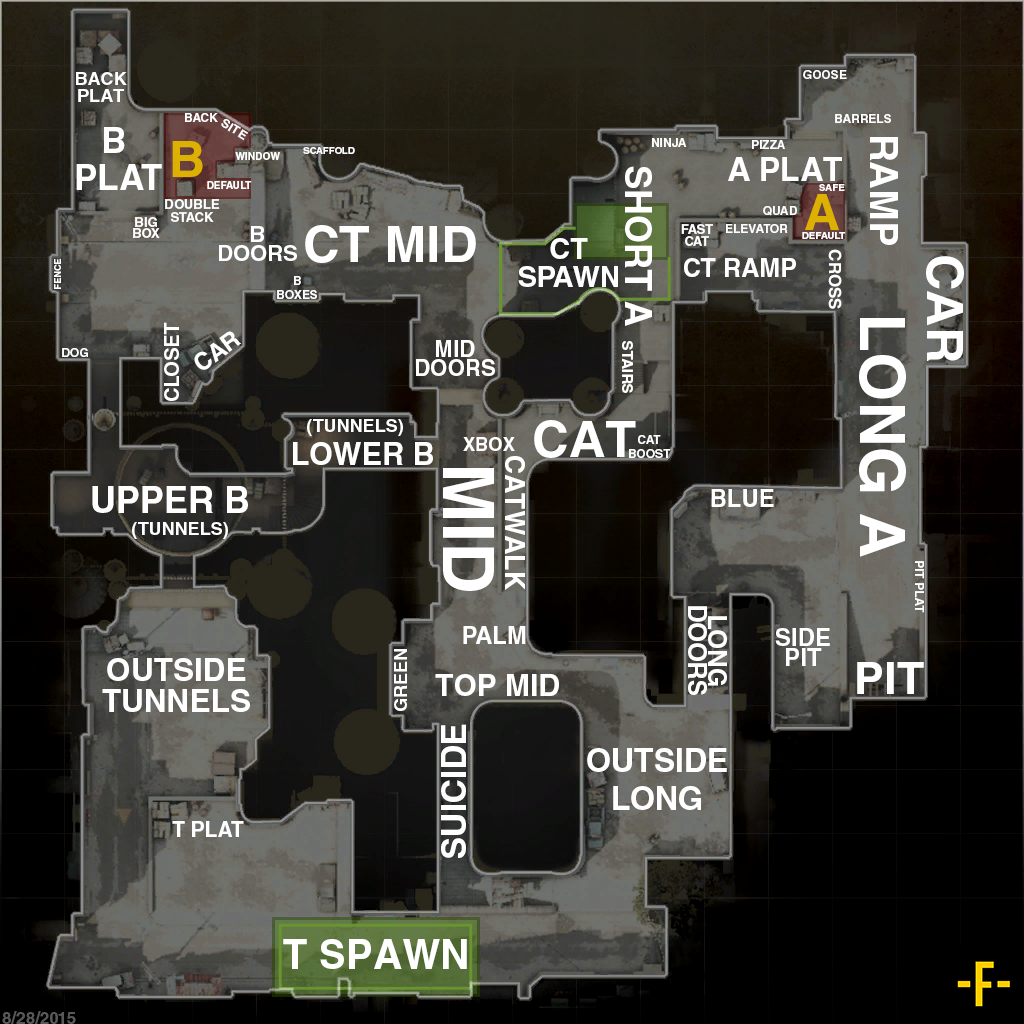 GOOSE
BACK
PLAT
BARRELS
BACK SITE
B
PLAT
B
WINDOW
SCAFFOLD
NINJA
PIZZA
A PLAT
RAMP
DEFAULT
SAFE
DOUBLE
STACK
BIG
BOX
QUAD
A
DEFAULT
SHORT A
FAST
CAT
ELEVATOR
B
DOORS
CT MID
CT
SPAWN
CT RAMP
CROSS
CAR
FENCE
B
BOXES
DOG
CLOSET
CAR
MID
DOORS
STAIRS
LONG A
(TUNNELS)
LOWER B
XBOX
CAT
CAT
BOOST
UPPER B
(TUNNELS)
MID
CATWALK
BLUE
PIT PLAT
PALM
LONG
DOORS
SIDE
PIT
PIT
OUTSIDE
TUNNELS
GREEN
TOP MID
SUICIDE
OUTSIDE
LONG
T PLAT
T SPAWN
-F-
8/28/2015